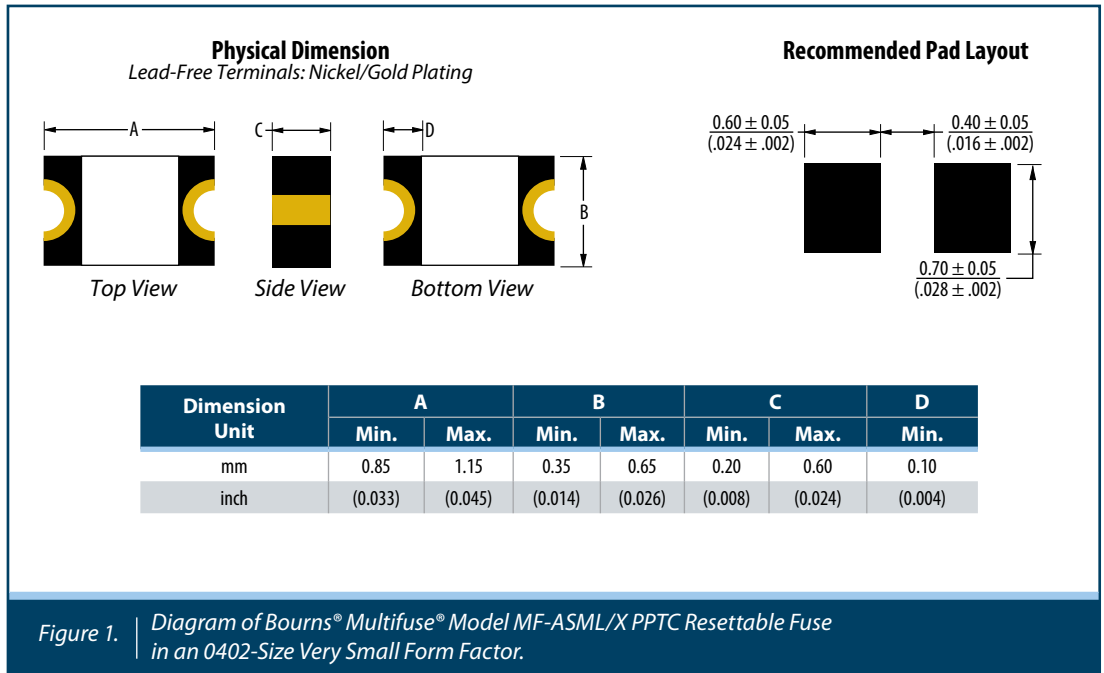 Physical Dimension
Lead-Free Terminals: Nickel/Gold Plating
A
C
D
B
Top View
Side View
Bottom View
Recommended Pad Layout
0.60 ± 0.05
(.024 ± .002)
0.40 ± 0.05
(.016 ± .002)
0.70 ± 0.05
(.028 ± .002)
Dimension Unit A B C D
Min. Max. Min. Max. Min. Max. Min.
mm 0.85 1.15 0.35 0.65 0.20 0.60 0.10
inch (0.033) (0.045) (0.014) (0.026) (0.008) (0.024) (0.004)
Figure 1.
Diagram of Bourns® Multifuse® Model MF-ASML/X PPTC Resettable Fuse
in an 0402-Size Very Small Form Factor.